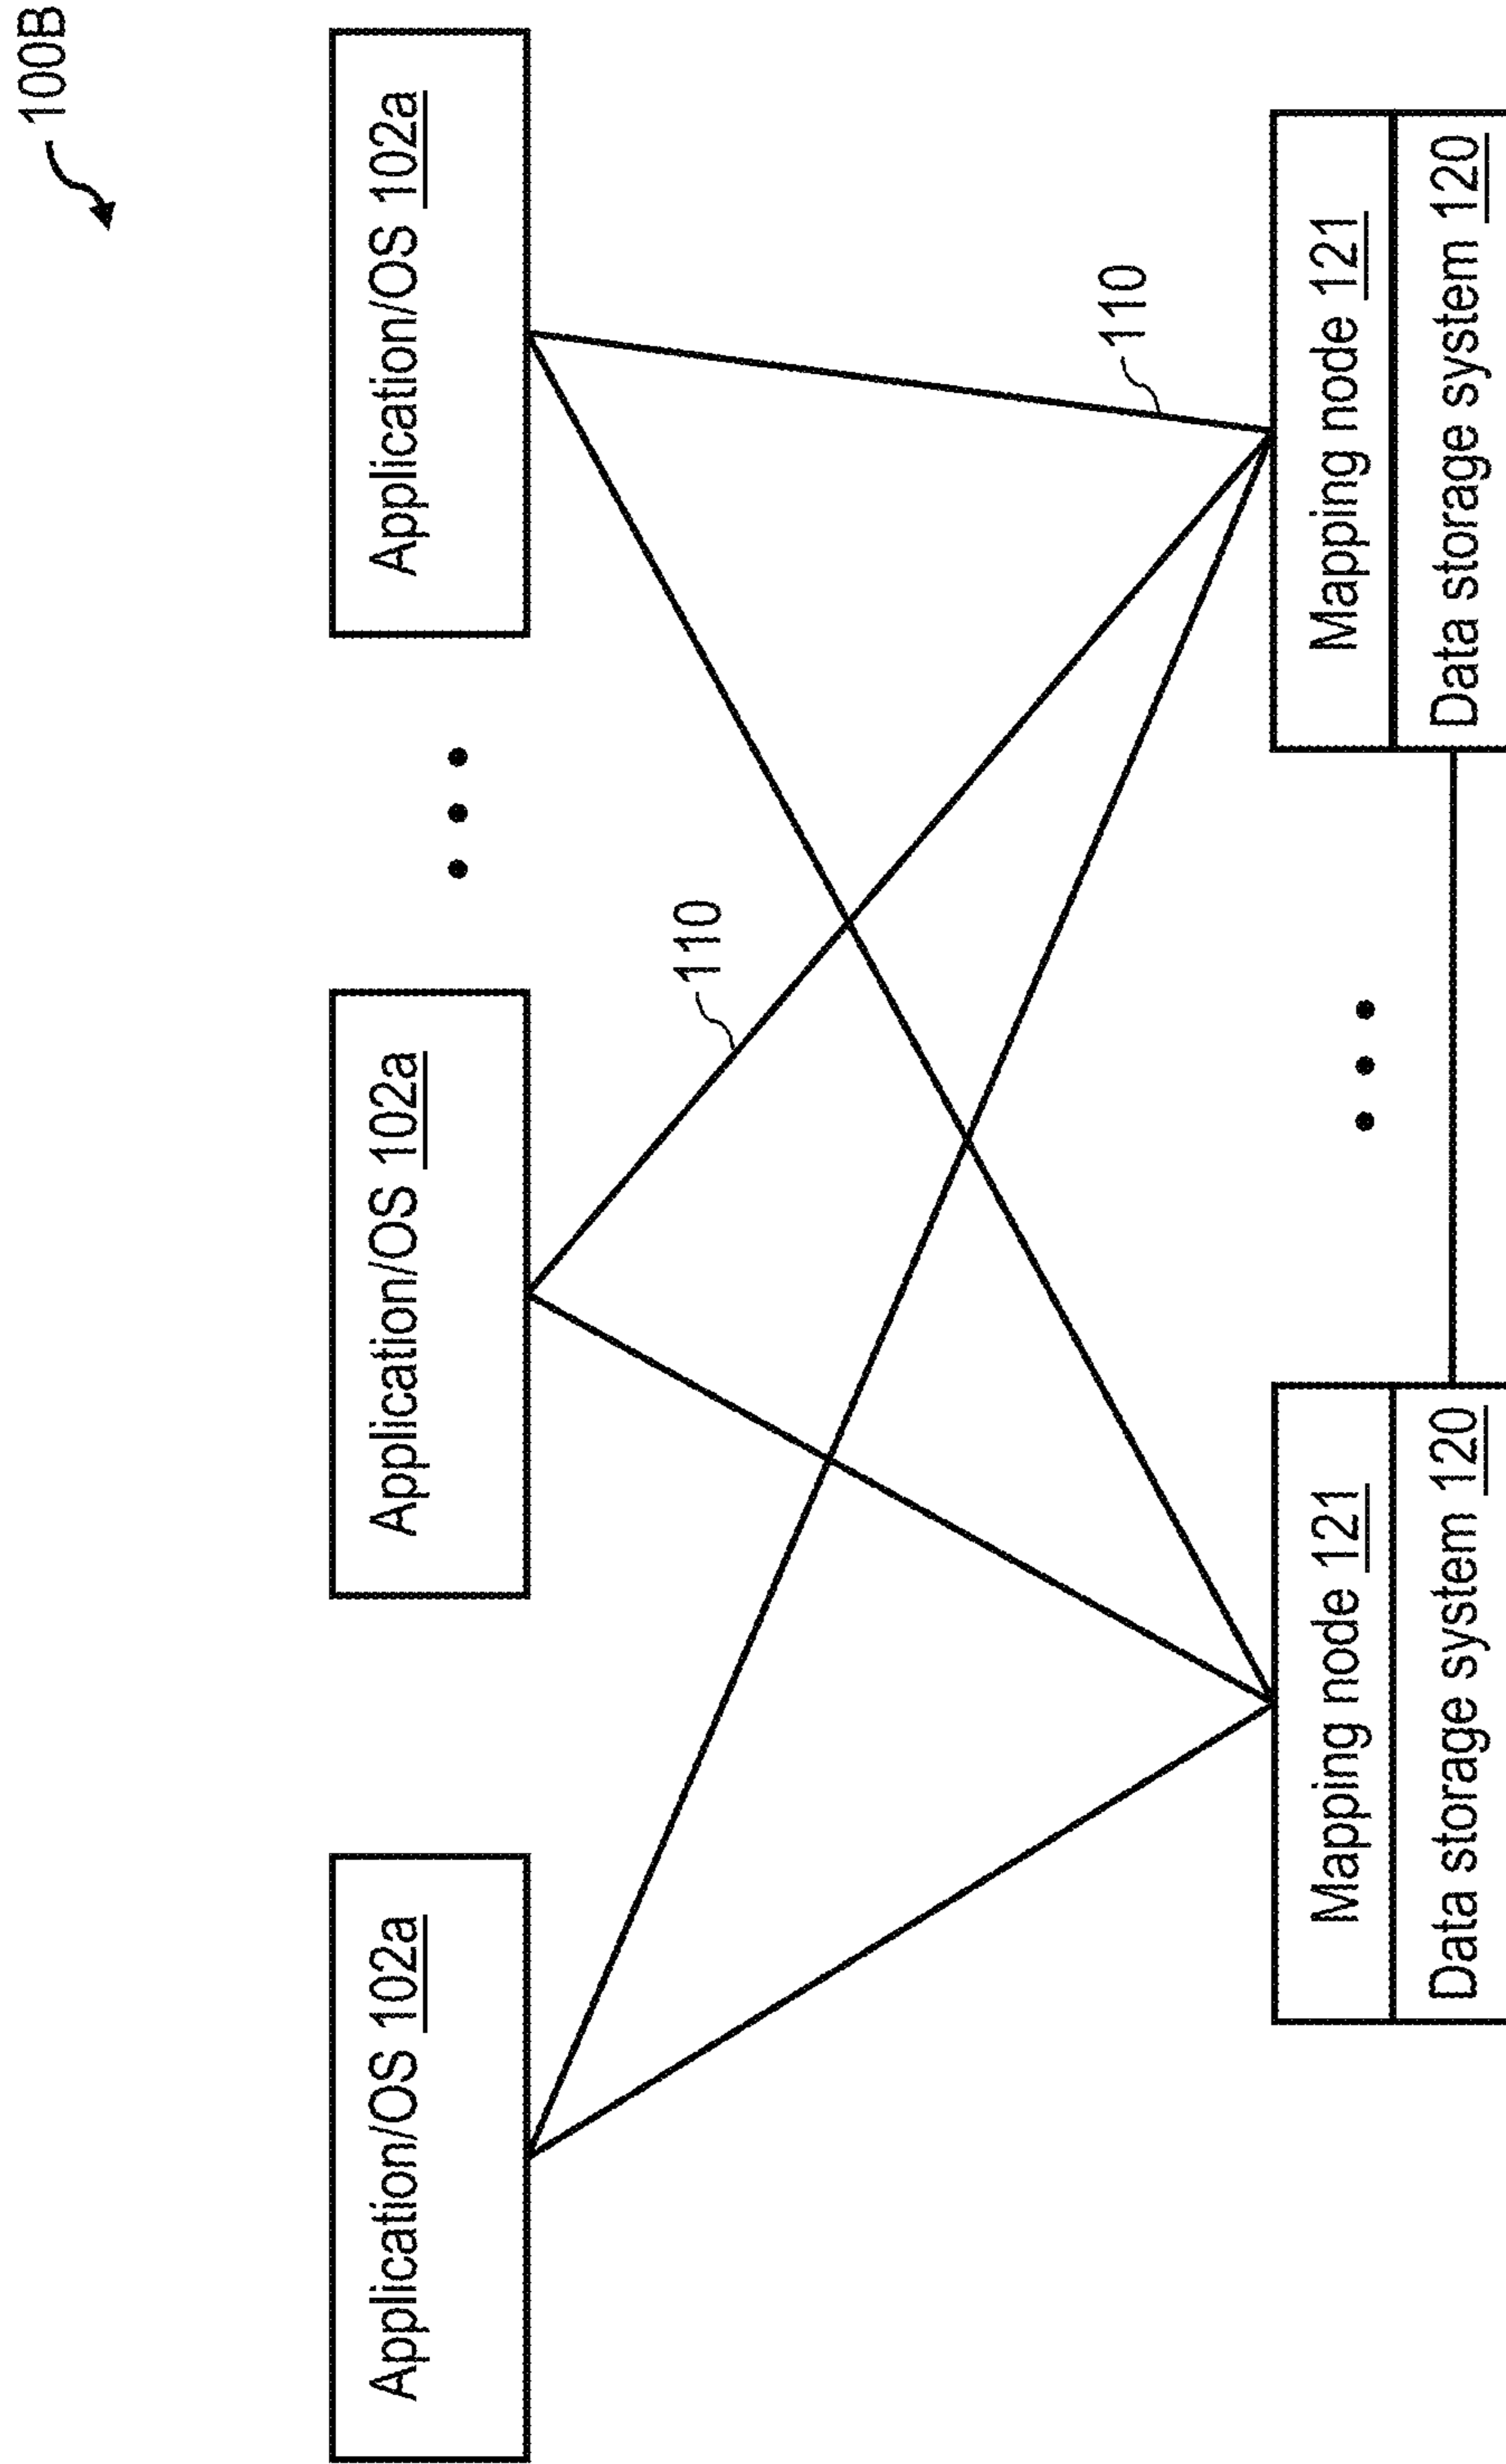 100B
Application/OS 102a
Application/OS 102a
Application/OS 102a
110
110
Mapping node 121
Data storage system 120
Mapping node 121
Data storage system 120